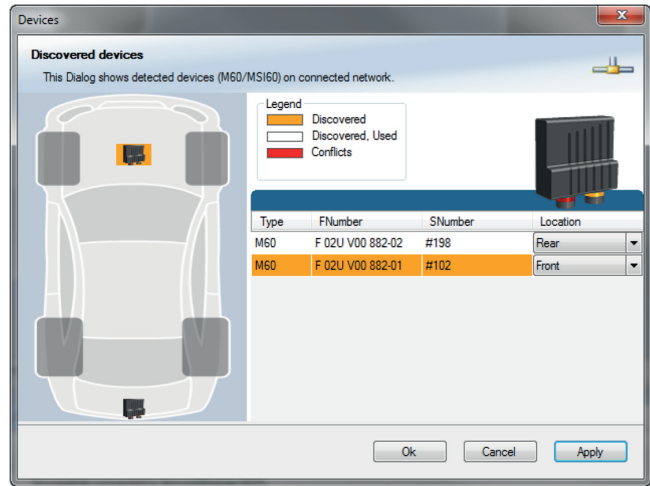 Devices
Discovered devices
This Dialog shows detected devices (M60/MSI60) on connected network.
Legend
Discovered
Discovered, Used
Conflicts
Type FNumber SNumber Location
M60 F 02U V00 882-02 #198 Rear
M60 F 02U V00 882-01 #102 Front
Ok Cancel Apply